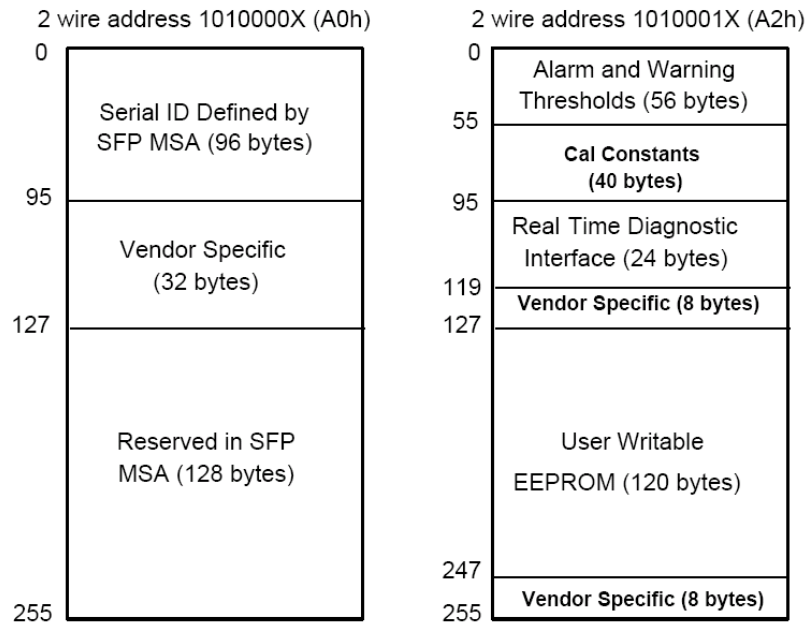 2 wire address 1010000X (A0h)
0
Serial ID Defined by
SFP MSA (96 bytes)
95
Vendor Specific
(32 bytes)
127
Reserved in SFP
MSA (128 bytes)
255
2 wire address 1010001X (A2h)
0
Alarm and Warning
Thresholds (56 bytes)
55
Cal Constants
(40 bytes)
95
Real Time Diagnostic
Interface (24 bytes)
119
Vendor Specific (8 bytes)
127
User Writable
EEPROM (120 bytes)
247
Vendor Specific (8 bytes)
255